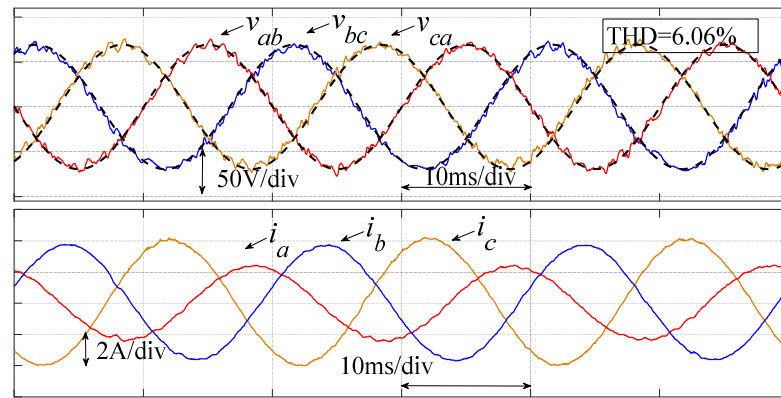 v_ab v_bc v_ca THD=6.06%
50V/div 10ms/div
i_a i_b i_c
2A/div 10ms/div